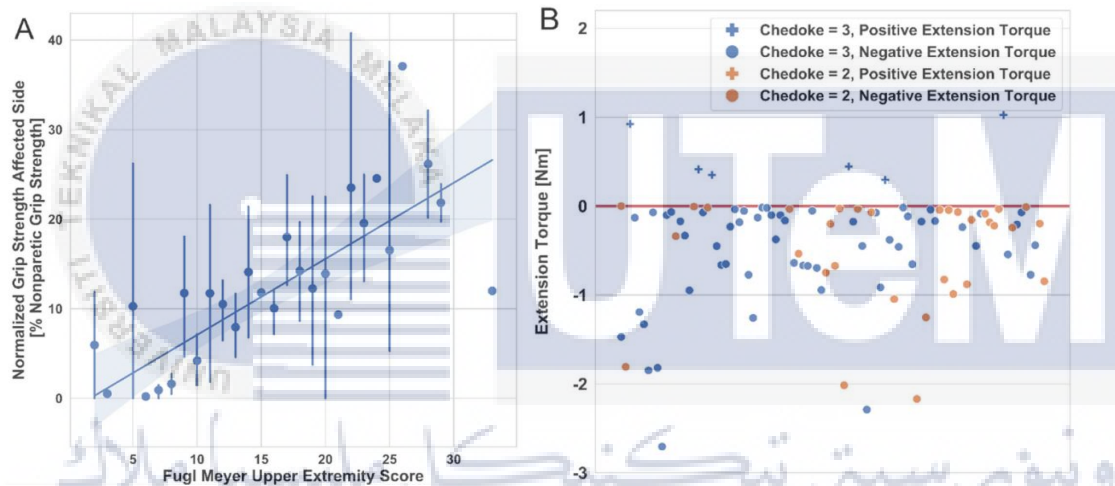 A
B
Normalized Grip Strength Affected Side
[% Nonparetic Grip Strength]
40
30
20
10
0
5
10
15
20
25
30
Fugl Meyer Upper Extremity Score
Chedoke = 3, Positive Extension Torque
Chedoke = 3, Negative Extension Torque
Chedoke = 2, Positive Extension Torque
Chedoke = 2, Negative Extension Torque
Extension Torque [Nm]
2
1
0
-1
-2
-3
UTeM